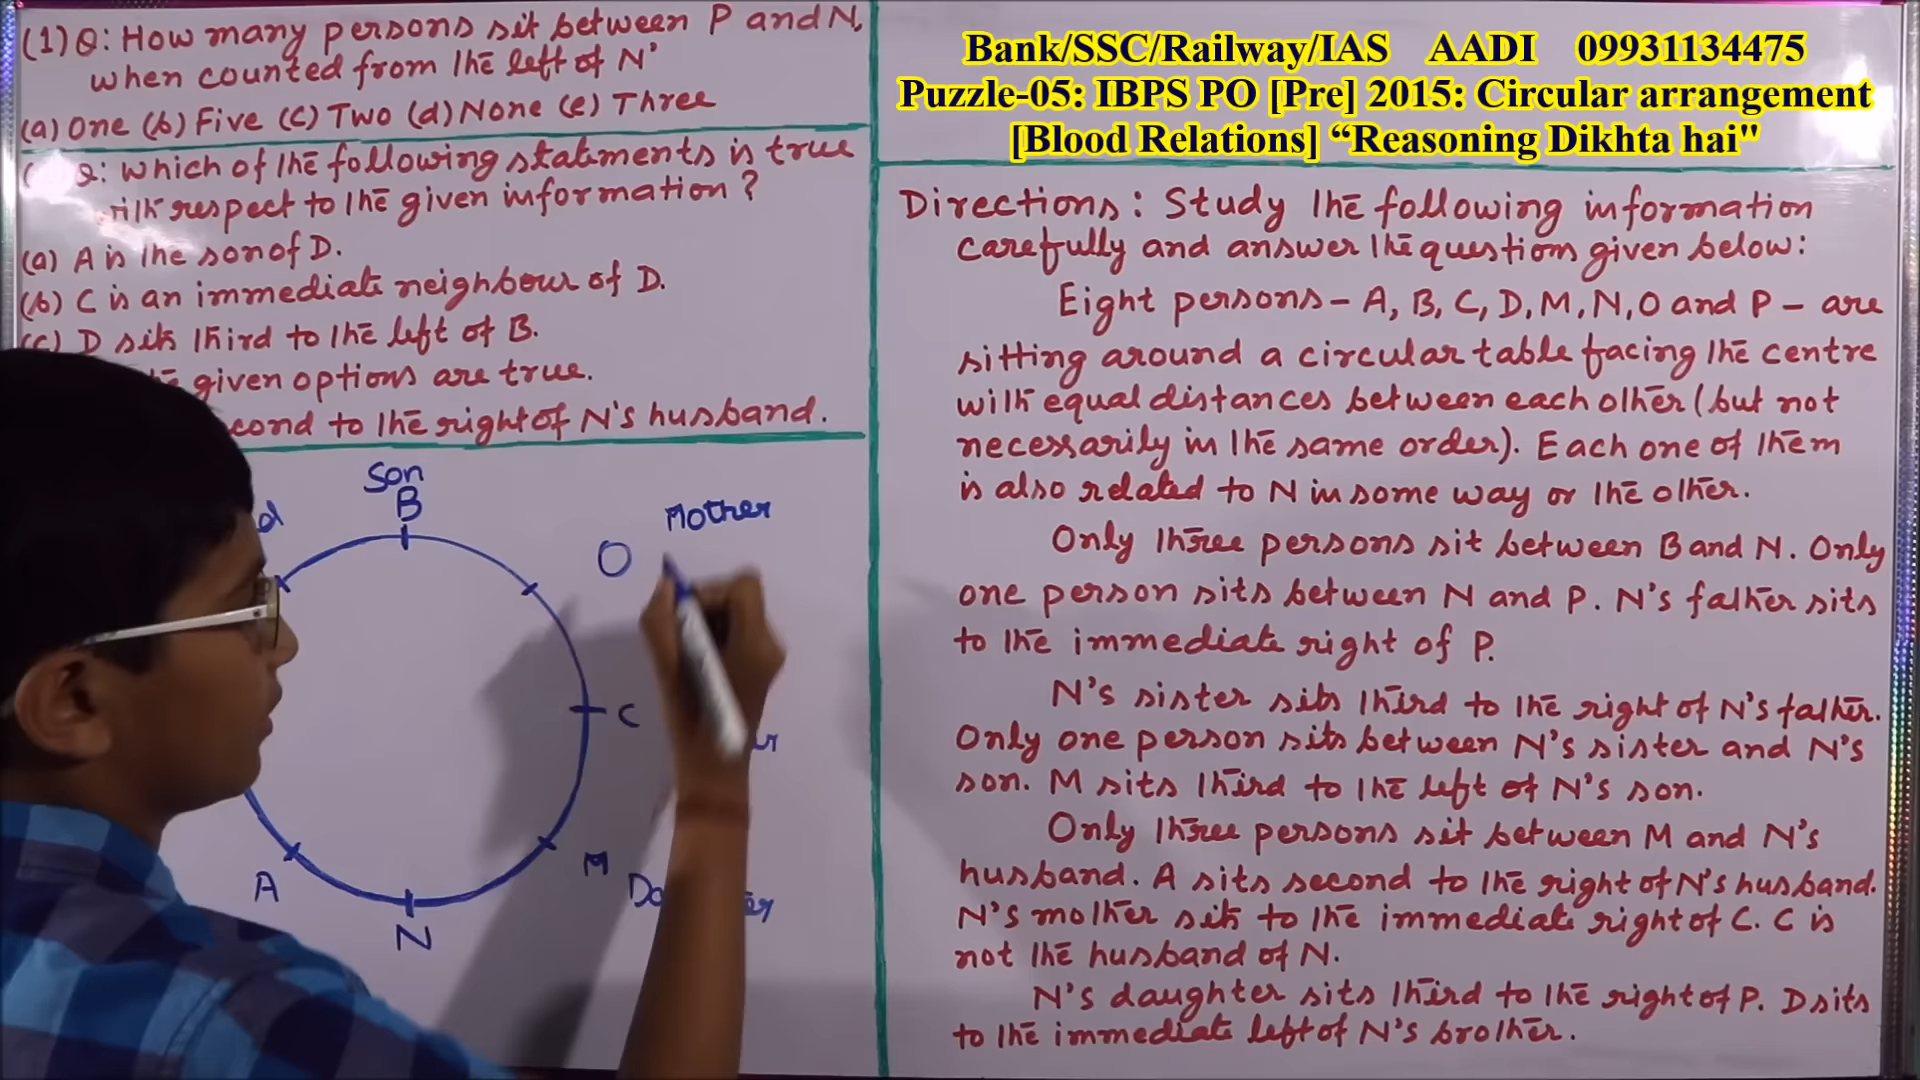 (1) Q: How many persons sit between P and N,
when counted from the left of N'
(a) One (b) Five (c) Two (d) None (e) Three
Q: Which of the following statements is true
respect to the given information?
(a) A is the son of D.
(b) C is an immediate neighbour of D.
(c) D sits third to the left of B.
given options are true.
to the right of N's husband.
Son
B
d
Mother
O
C
A
M
N
Bank/SSC/Railway/IAS AADI 09931134475
Puzzle-05: IBPS PO [Pre] 2015: Circular arrangement
[Blood Relations] “Reasoning Dikhta hai"
Directions: Study the following information
carefully and answer the questions given below:
Eight persons - A, B, C, D, M, N, O and P - are
sitting around a circular table facing the centre
with equal distances between each other (but not
necessarily in the same order). Each one of them
is also related to N in some way or the other.
Only three persons sit between B and N. Only
one person sits between N and P. N's father sits
to the immediate right of P.
N's sister sits third to the right of N's father.
Only one person sits between N's sister and N's
son. M sits third to the left of N's son.
Only three persons sit between M and N's
husband. A sits second to the right of N's husband.
N's mother sits to the immediate right of C. C is
not the husband of N.
N's daughter sits third to the right of P. D sits
to the immediate left of N's brother.